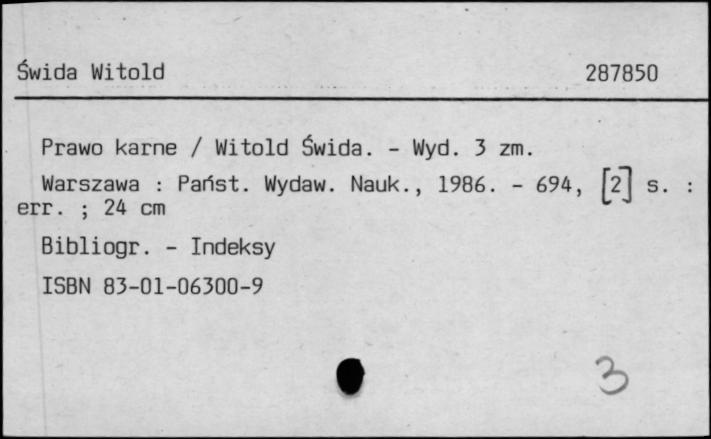 Świda Witold 287850
Prawo karne / Witold Świda. - Wyd. 3 zm.
Warszawa : Państ. Wydaw. Nauk., 1986. - 694, [2] s. :
err. ; 24 cm
Bibliogr. - Indeksy
ISBN 83-01-06300-9
3